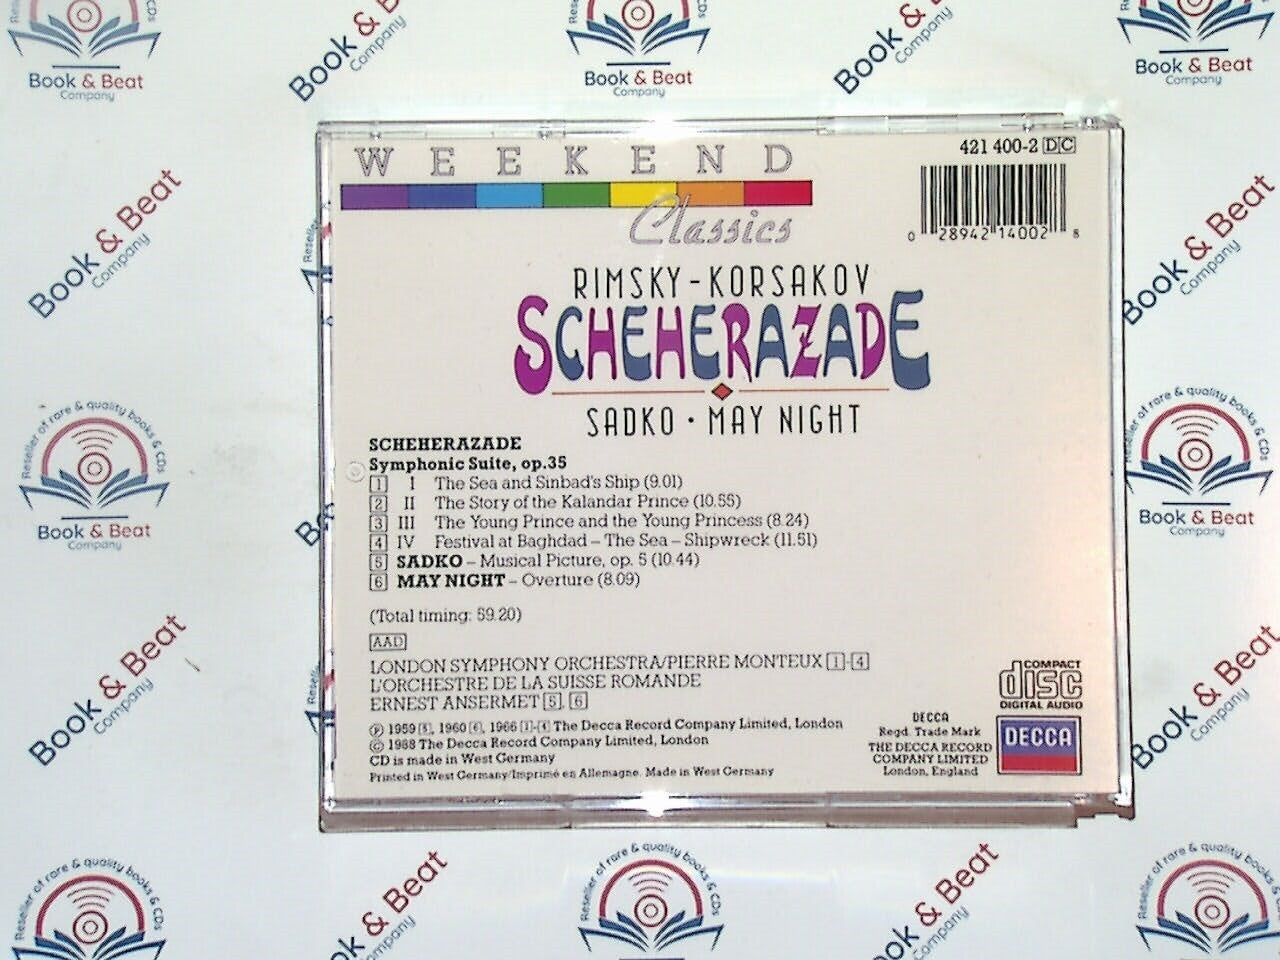 WEEKEND
Classics
421 400-2 DC
0 28942 14002 8
RIMSKY-KORSAKOV
SCHEHERAZADE
SADKO · MAY NIGHT
SCHEHERAZADE
Symphonic Suite, op.35
1 I The Sea and Sinbad's Ship (9.01)
2 II The Story of the Kalandar Prince (10.55)
3 III The Young Prince and the Young Princess (8.24)
4 IV Festival at Baghdad – The Sea – Shipwreck (11.51)
5 SADKO – Musical Picture, op. 5 (10.44)
6 MAY NIGHT – Overture (8.09)
(Total timing: 59.20)
AAD
LONDON SYMPHONY ORCHESTRA/PIERRE MONTEUX 1-4
L'ORCHESTRE DE LA SUISSE ROMANDE
ERNEST ANSERMET 5, 6
℗ 1959 5, 1960 6, 1966 1-4 The Decca Record Company Limited, London
© 1988 The Decca Record Company Limited, London
CD is made in West Germany
Printed in West Germany/Imprimé en Allemagne. Made in West Germany
COMPACT
disc
DIGITAL AUDIO
DECCA
Regd. Trade Mark
THE DECCA RECORD
COMPANY LIMITED
London, England
DECCA
Book & Beat
Company
Reseller of rare & quality books & CDs